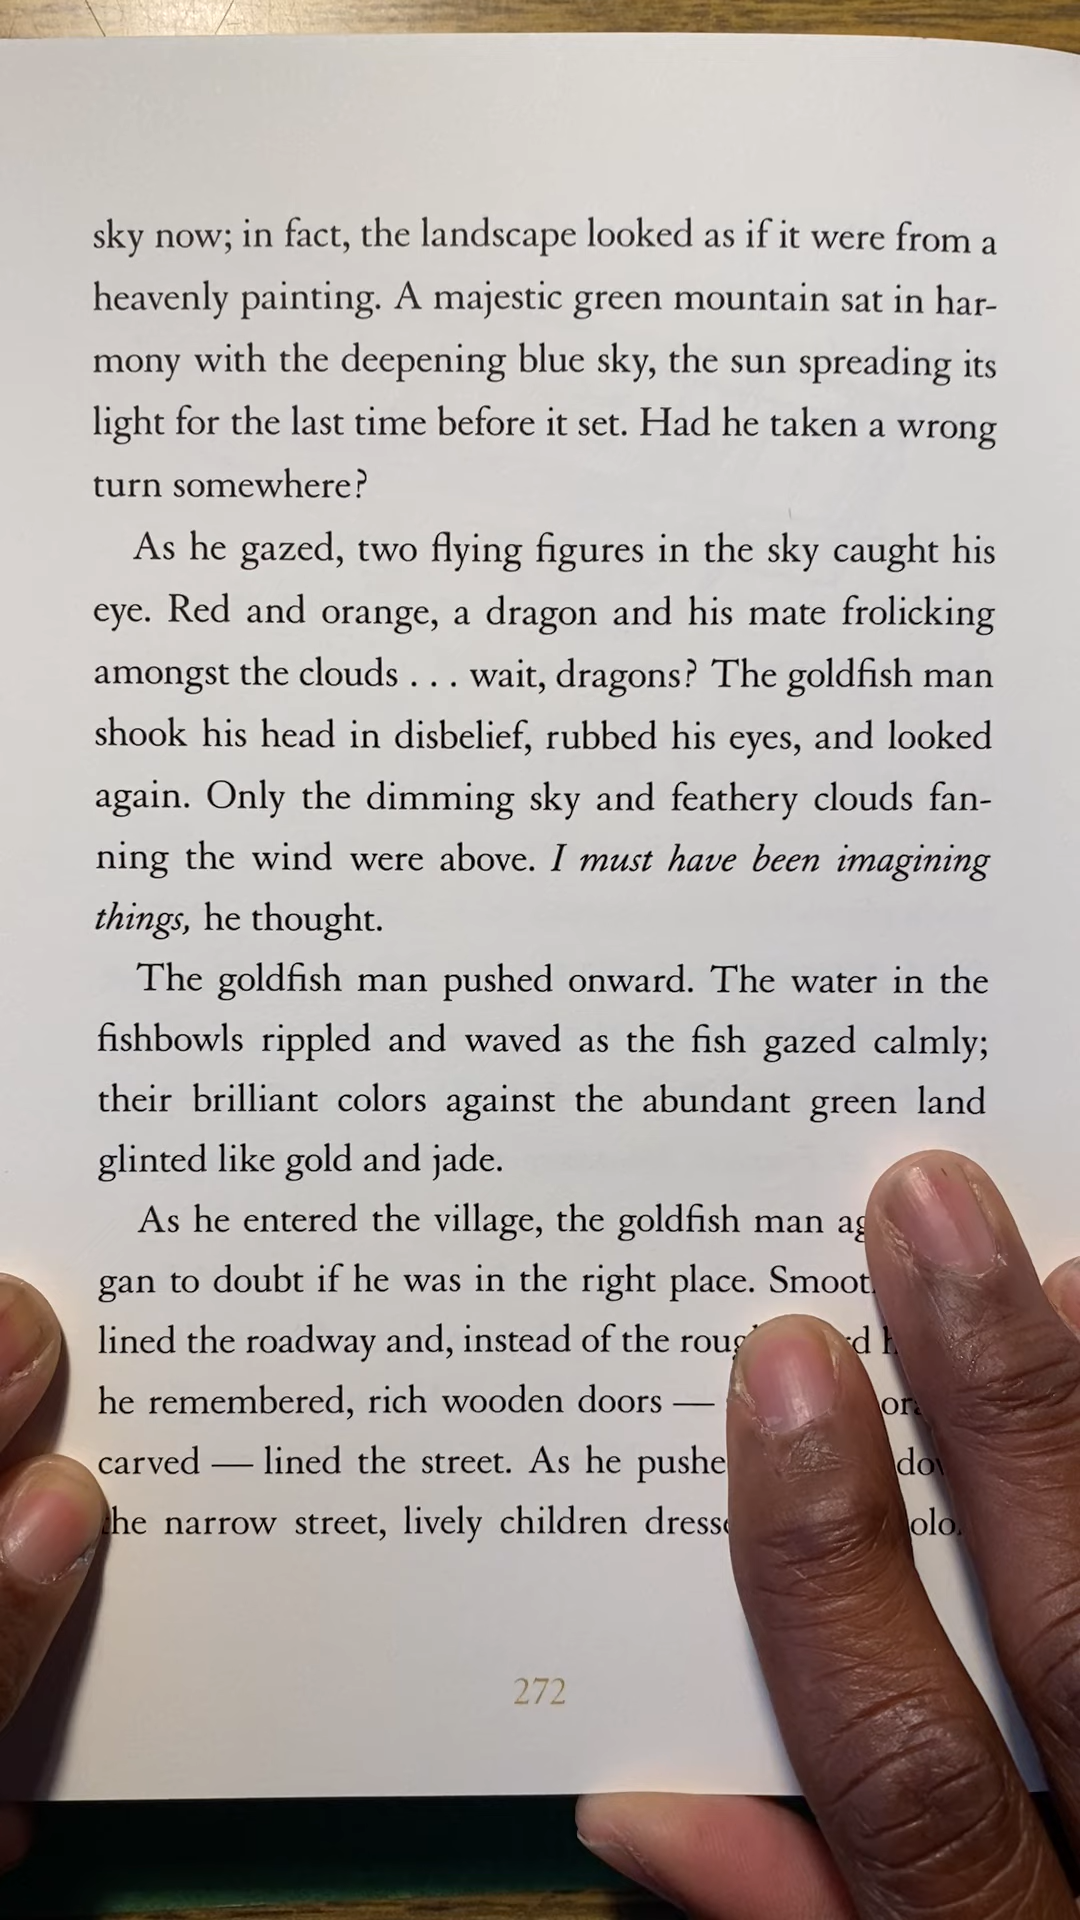 sky now; in fact, the landscape looked as if it were from a
heavenly painting. A majestic green mountain sat in har-
mony with the deepening blue sky, the sun spreading its
light for the last time before it set. Had he taken a wrong
turn somewhere?
As he gazed, two flying figures in the sky caught his
eye. Red and orange, a dragon and his mate frolicking
amongst the clouds . . . wait, dragons? The goldfish man
shook his head in disbelief, rubbed his eyes, and looked
again. Only the dimming sky and feathery clouds fan-
ning the wind were above. I must have been imagining
things, he thought.
The goldfish man pushed onward. The water in the
fishbowls rippled and waved as the fish gazed calmly;
their brilliant colors against the abundant green land
glinted like gold and jade.
As he entered the village, the goldfish man
gan to doubt if he was in the right place.
lined the roadway and, instead of the
he remembered, rich wooden doors —
carved — lined the street. As he
the narrow street, lively children
272